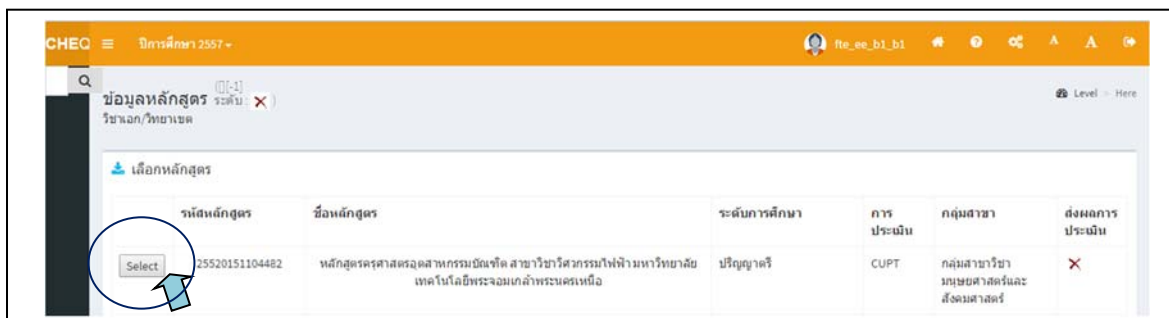 CHEQ ปีการศึกษา 2557 fte_ee_b1_b1 A A
ข้อมูลหลักสูตร ([-1] ระดับ : ) Level > Here
วิชาเอก/วิทยาเขต
เลือกหลักสูตร
รหัสหลักสูตร ชื่อหลักสูตร ระดับการศึกษา การ กลุ่มสาขา ส่งผลการ
ประเมิน ประเมิน
Select 25520151104482 หลักสูตรครุศาสตรอุตสาหกรรมบัณฑิต สาขาวิชาวิศวกรรมไฟฟ้า มหาวิทยาลัย ปริญญาตรี CUPT กลุ่มสาขาวิชา
เทคโนโลยีพระจอมเกล้าพระนครเหนือ มนุษยศาสตร์และ
สังคมศาสตร์